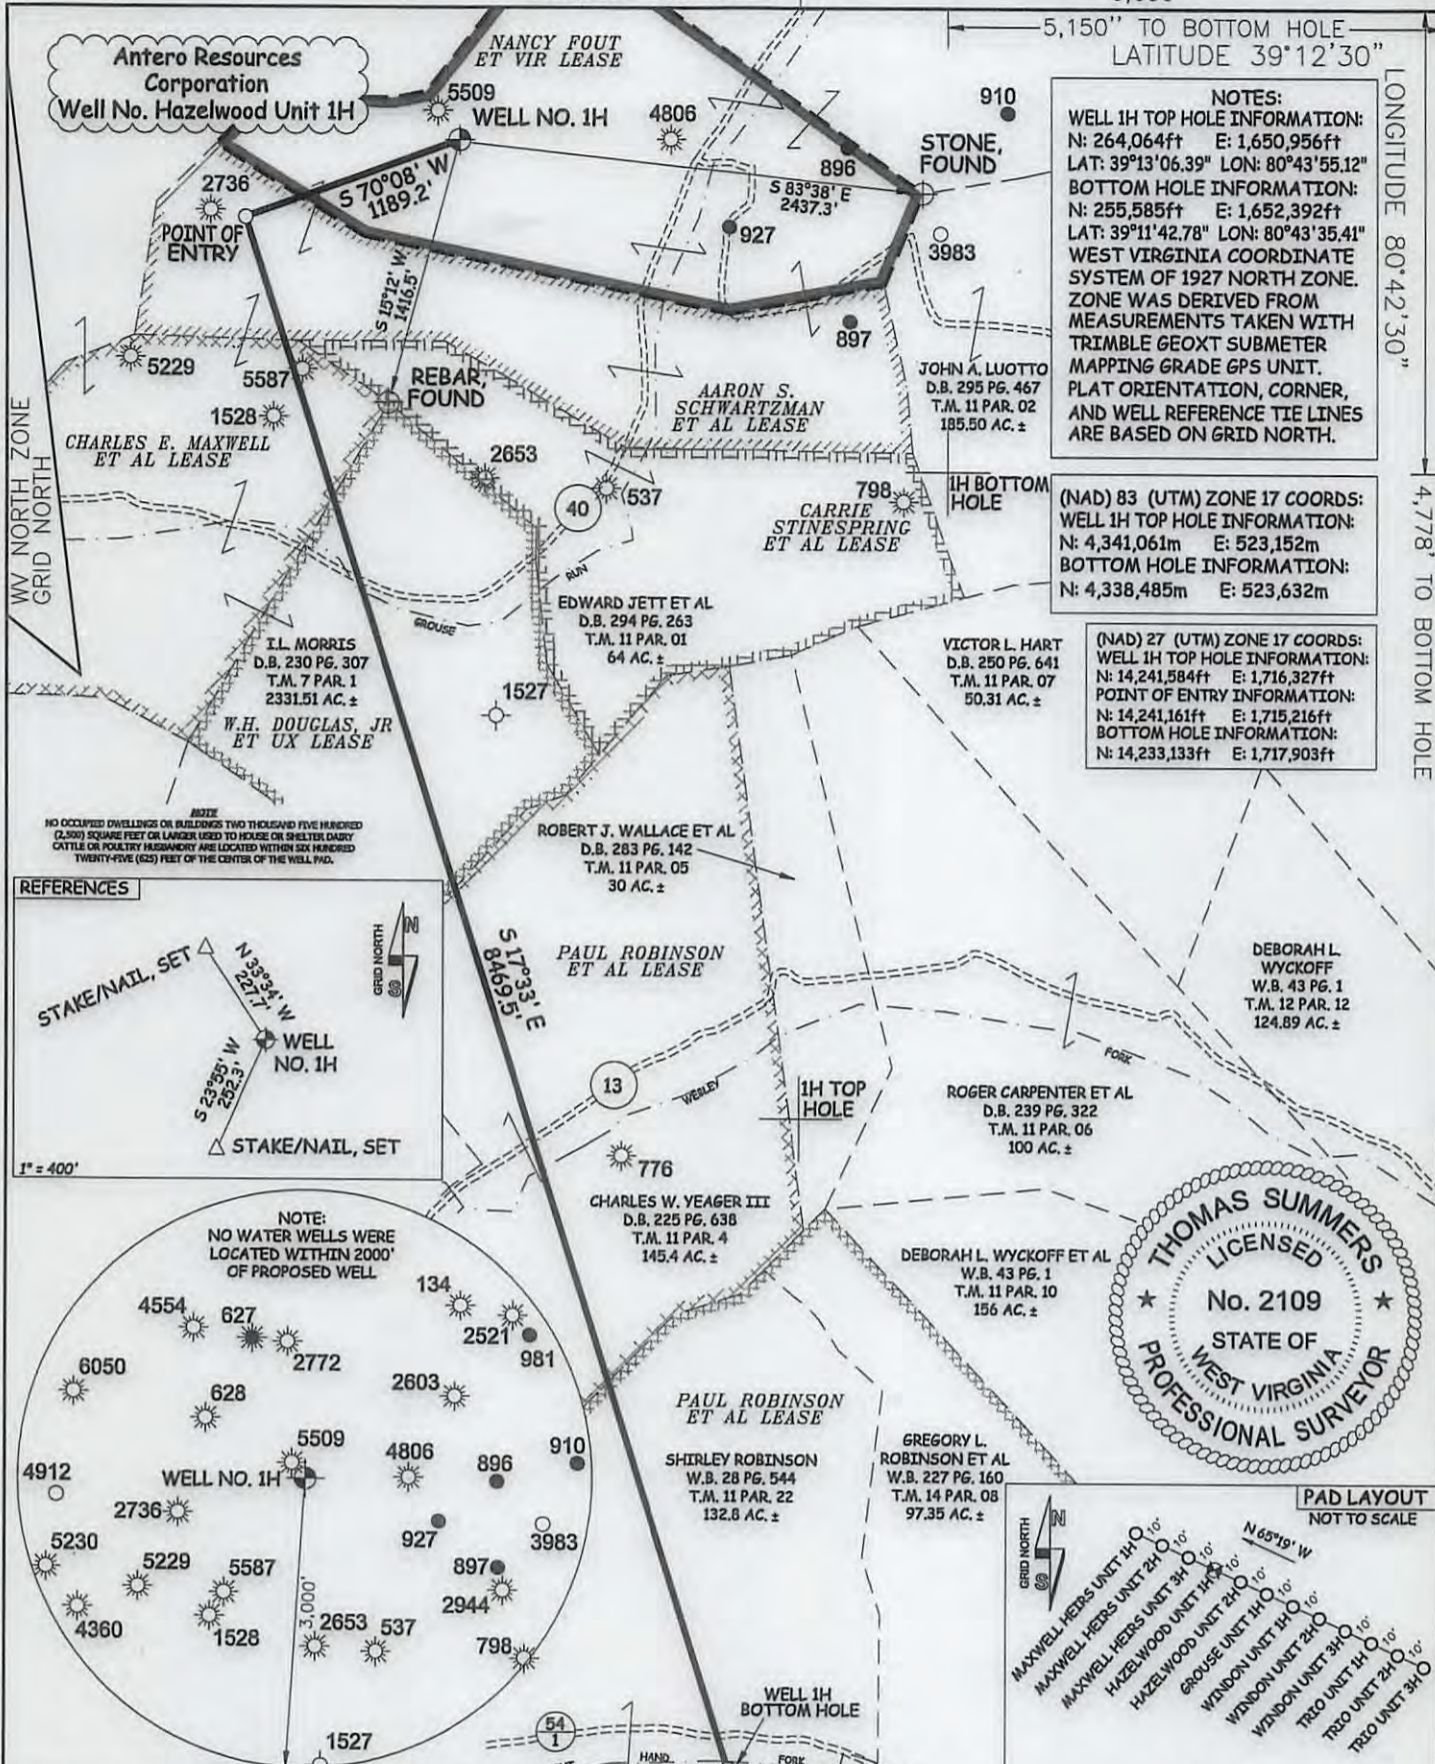 5,150" TO BOTTOM HOLE
LATITUDE 39°12'30"
LONGITUDE 80°42'30"
4,778' TO BOTTOM HOLE
Antero Resources
Corporation
Well No. Hazelwood Unit 1H
NANCY FOUT
ET VIR LEASE
5509
WELL NO. 1H
4806
910
896
STONE,
FOUND
2736
S 70°08' W
1189.2'
S 83°38' E
2437.3'
POINT OF
ENTRY
927
3983
S 15°12' W
1416.5'
897
5229
5587
REBAR,
FOUND
1528
AARON S.
SCHWARTZMAN
ET AL LEASE
JOHN A. LUOTTO
D.B. 295 PG. 467
T.M. 11 PAR. 02
185.50 AC. ±
CHARLES E. MAXWELL
ET AL LEASE
WV NORTH ZONE
GRID NORTH
2653
537
40
798
CARRIE
STINESPRING
ET AL LEASE
1H BOTTOM
HOLE
NOTES:
WELL 1H TOP HOLE INFORMATION:
N: 264,064ft E: 1,650,956ft
LAT: 39°13'06.39" LON: 80°43'55.12"
BOTTOM HOLE INFORMATION:
N: 255,585ft E: 1,652,392ft
LAT: 39°11'42.78" LON: 80°43'35.41"
WEST VIRGINIA COORDINATE
SYSTEM OF 1927 NORTH ZONE.
ZONE WAS DERIVED FROM
MEASUREMENTS TAKEN WITH
TRIMBLE GEOXT SUBMETER
MAPPING GRADE GPS UNIT.
PLAT ORIENTATION, CORNER,
AND WELL REFERENCE TIE LINES
ARE BASED ON GRID NORTH.
(NAD) 83 (UTM) ZONE 17 COORDS:
WELL 1H TOP HOLE INFORMATION:
N: 4,341,061m E: 523,152m
BOTTOM HOLE INFORMATION:
N: 4,338,485m E: 523,632m
(NAD) 27 (UTM) ZONE 17 COORDS:
WELL 1H TOP HOLE INFORMATION:
N: 14,241,584ft E: 1,716,327ft
POINT OF ENTRY INFORMATION:
N: 14,241,161ft E: 1,715,216ft
BOTTOM HOLE INFORMATION:
N: 14,233,133ft E: 1,717,903ft
GROUSE
RUN
I.L. MORRIS
D.B. 230 PG. 307
T.M. 7 PAR. 1
2331.51 AC. ±
W.H. DOUGLAS, JR
ET UX LEASE
EDWARD JETT ET AL
D.B. 294 PG. 263
T.M. 11 PAR. 01
64 AC. ±
1527
VICTOR L. HART
D.B. 250 PG. 641
T.M. 11 PAR. 07
50.31 AC. ±
NOTE
NO OCCUPIED DWELLINGS OR BUILDINGS TWO THOUSAND FIVE HUNDRED
(2,500) SQUARE FEET OR LARGER USED TO HOUSE OR SHELTER DAIRY
CATTLE OR POULTRY HUSBANDRY ARE LOCATED WITHIN SIX HUNDRED
TWENTY-FIVE (625) FEET OF THE CENTER OF THE WELL PAD.
ROBERT J. WALLACE ET AL
D.B. 283 PG. 142
T.M. 11 PAR. 05
30 AC. ±
REFERENCES
STAKE/NAIL, SET
N 33°34' W
227.7'
GRID NORTH
N
S
WELL
NO. 1H
S 23°55' W
252.3'
STAKE/NAIL, SET
1" = 400'
S 17°33' E
8469.5'
PAUL ROBINSON
ET AL LEASE
DEBORAH L.
WYCKOFF
W.B. 43 PG. 1
T.M. 12 PAR. 12
124.89 AC. ±
13
WESLEY
FORK
1H TOP
HOLE
ROGER CARPENTER ET AL
D.B. 239 PG. 322
T.M. 11 PAR. 06
100 AC. ±
776
CHARLES W. YEAGER III
D.B. 225 PG. 638
T.M. 11 PAR. 4
145.4 AC. ±
DEBORAH L. WYCKOFF ET AL
W.B. 43 PG. 1
T.M. 11 PAR. 10
156 AC. ±
THOMAS SUMMERS
LICENSED
No. 2109
STATE OF
WEST VIRGINIA
PROFESSIONAL SURVEYOR
NOTE:
NO WATER WELLS WERE
LOCATED WITHIN 2000'
OF PROPOSED WELL
134
4554
627
2521
981
2772
6050
628
2603
5509
4806
896
910
4912
WELL NO. 1H
2736
927
3983
5230
5229
5587
897
2944
4360
1528
3,000'
2653
537
798
1527
PAUL ROBINSON
ET AL LEASE
SHIRLEY ROBINSON
W.B. 28 PG. 544
T.M. 11 PAR. 22
132.8 AC. ±
GREGORY L.
ROBINSON ET AL
W.B. 227 PG. 160
T.M. 14 PAR. 08
97.35 AC. ±
WELL 1H
BOTTOM HOLE
54
1
HAND
FORK
PAD LAYOUT
NOT TO SCALE
GRID NORTH
N
S
N 65°19' W
MAXWELL HEIRS UNIT 1H
10'
MAXWELL HEIRS UNIT 2H
10'
MAXWELL HEIRS UNIT 3H
10'
HAZELWOOD UNIT 1H
10'
HAZELWOOD UNIT 2H
10'
GROUSE UNIT 1H
10'
WINDON UNIT 1H
10'
WINDON UNIT 2H
10'
WINDON UNIT 3H
10'
TRIO UNIT 1H
10'
TRIO UNIT 2H
10'
TRIO UNIT 3H